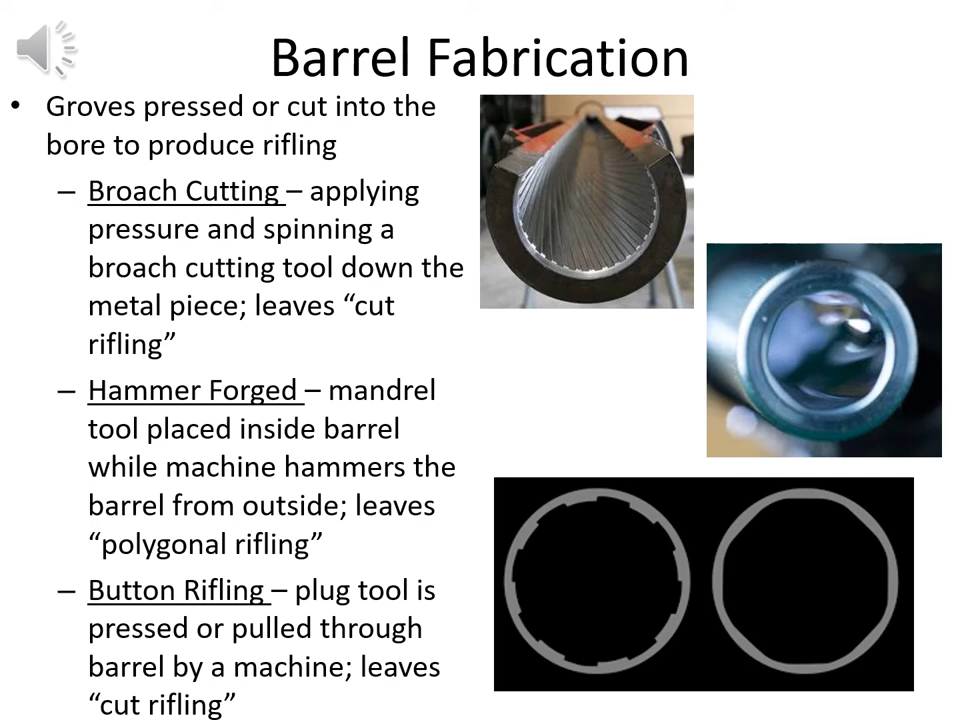 Barrel Fabrication
• Groves pressed or cut into the
bore to produce rifling
– Broach Cutting – applying
pressure and spinning a
broach cutting tool down the
metal piece; leaves “cut
rifling”
– Hammer Forged – mandrel
tool placed inside barrel
while machine hammers the
barrel from outside; leaves
“polygonal rifling”
– Button Rifling – plug tool is
pressed or pulled through
barrel by a machine; leaves
“cut rifling”